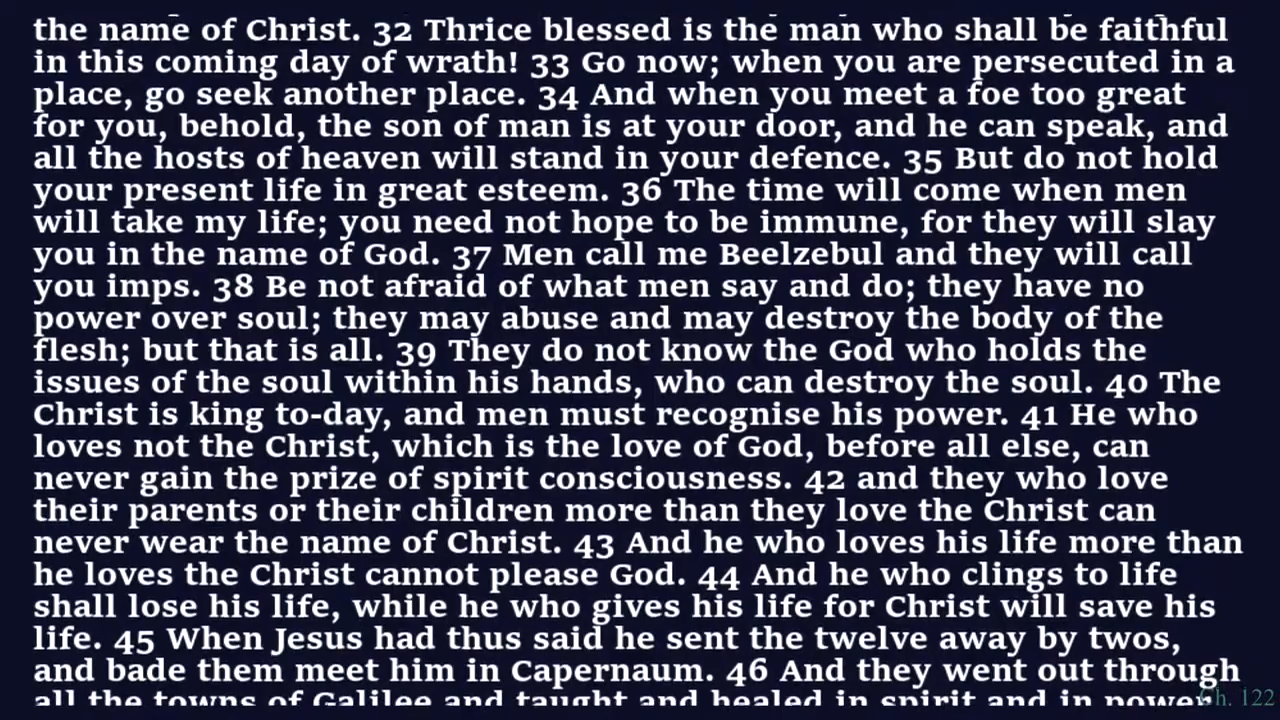 the name of Christ. 32 Thrice blessed is the man who shall be faithful
in this coming day of wrath! 33 Go now; when you are persecuted in a
place, go seek another place. 34 And when you meet a foe too great
for you, behold, the son of man is at your door, and he can speak, and
all the hosts of heaven will stand in your defence. 35 But do not hold
your present life in great esteem. 36 The time will come when men
will take my life; you need not hope to be immune, for they will slay
you in the name of God. 37 Men call me Beelzebul and they will call
you imps. 38 Be not afraid of what men say and do; they have no
power over soul; they may abuse and may destroy the body of the
flesh; but that is all. 39 They do not know the God who holds the
issues of the soul within his hands, who can destroy the soul. 40 The
Christ is king to-day, and men must recognise his power. 41 He who
loves not the Christ, which is the love of God, before all else, can
never gain the prize of spirit consciousness. 42 and they who love
their parents or their children more than they love the Christ can
never wear the name of Christ. 43 And he who loves his life more than
he loves the Christ cannot please God. 44 And he who clings to life
shall lose his life, while he who gives his life for Christ will save his
life. 45 When Jesus had thus said he sent the twelve away by twos,
and bade them meet him in Capernaum. 46 And they went out through
all the towns of Galilee and taught and healed in spirit and in power
Ch. 122